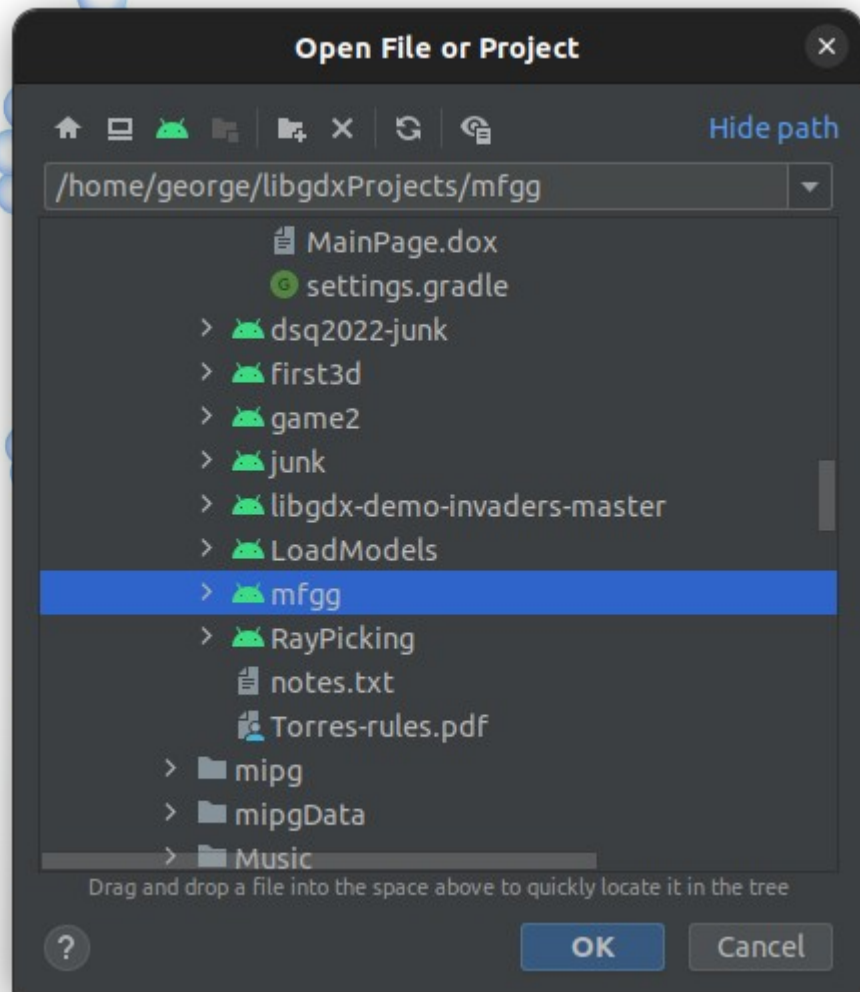 Open File or Project
Hide path
/home/george/libgdxProjects/mfgg
MainPage.dox
G settings.gradle
dsq2022-junk
first3d
game2
junk
libgdx-demo-invaders-master
LoadModels
mfgg
RayPicking
notes.txt
Torres-rules.pdf
mipg
mipgData
Music
Drag and drop a file into the space above to quickly locate it in the tree
? OK Cancel